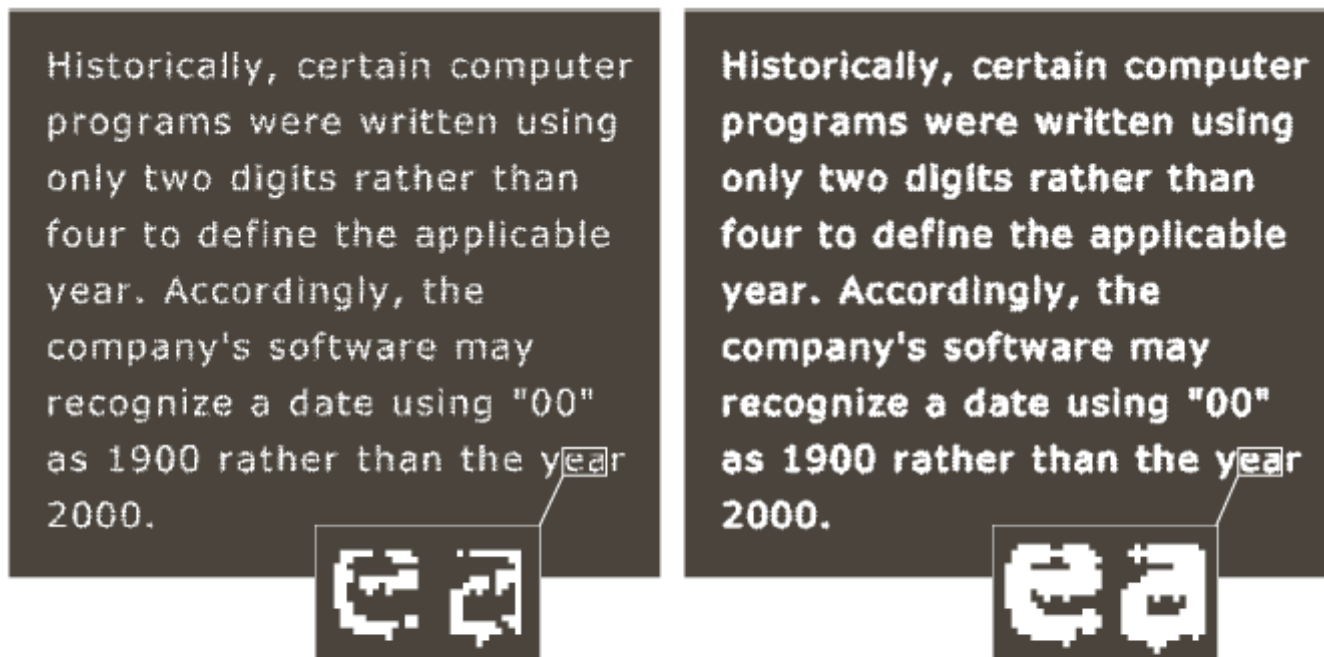 Historically, certain computer
programs were written using
only two digits rather than
four to define the applicable
year. Accordingly, the
company's software may
recognize a date using "00"
as 1900 rather than the year
2000.
ea
Historically, certain computer
programs were written using
only two digits rather than
four to define the applicable
year. Accordingly, the
company's software may
recognize a date using "00"
as 1900 rather than the year
2000.
ea